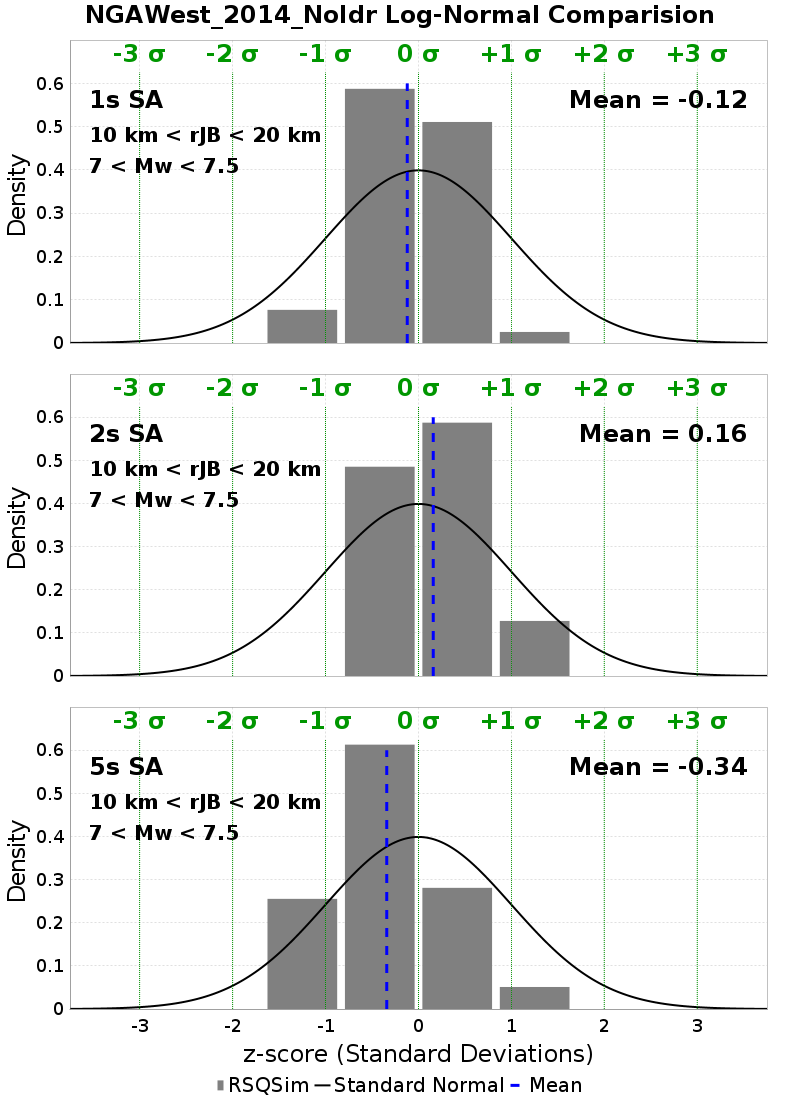 NGAWest_2014_NoIdr Log-Normal Comparision
-3 σ -2 σ -1 σ 0 σ +1 σ +2 σ +3 σ
1s SA
Mean = -0.12
10 km < rJB < 20 km
7 < Mw < 7.5
Density
0.6
0.5
0.4
0.3
0.2
0.1
0
-3 σ -2 σ -1 σ 0 σ +1 σ +2 σ +3 σ
2s SA
Mean = 0.16
10 km < rJB < 20 km
7 < Mw < 7.5
Density
0.6
0.5
0.4
0.3
0.2
0.1
0
-3 σ -2 σ -1 σ 0 σ +1 σ +2 σ +3 σ
5s SA
Mean = -0.34
10 km < rJB < 20 km
7 < Mw < 7.5
Density
0.6
0.5
0.4
0.3
0.2
0.1
0
-3 -2 -1 0 1 2 3
z-score (Standard Deviations)
RSQSim Standard Normal Mean